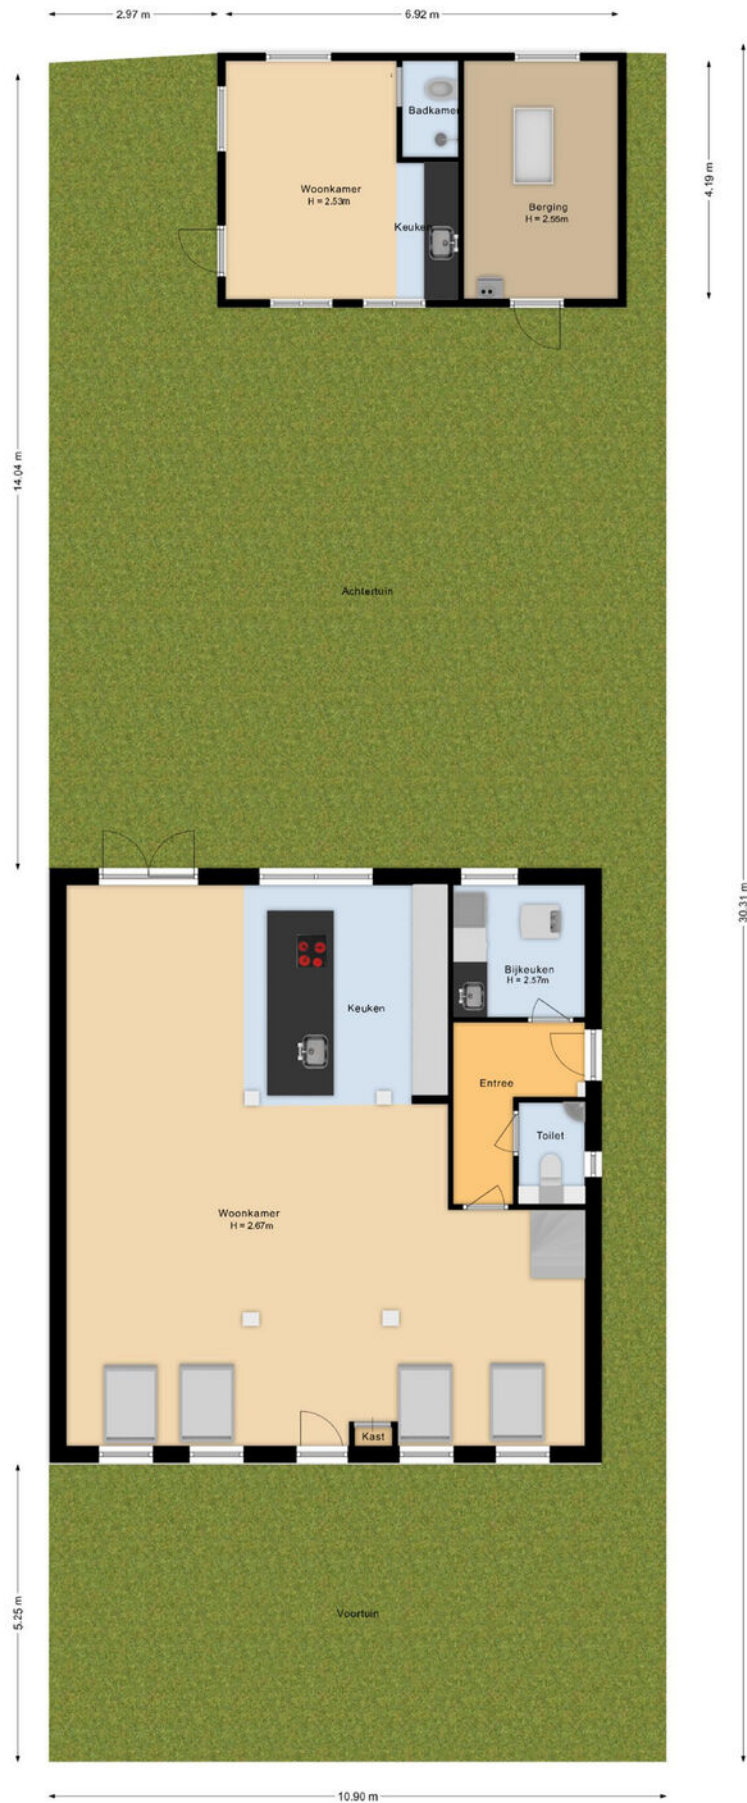 2.97 m
6.92 m
Badkamer
Woonkamer
H = 2.53m
Berging
H = 2.55m
Keuken
4.19 m
14.04 m
Achtertuin
30.31 m
Bijkeuken
H = 2.57m
Keuken
Entree
Toilet
Woonkamer
H = 2.67m
Kast
5.25 m
Voortuin
10.90 m